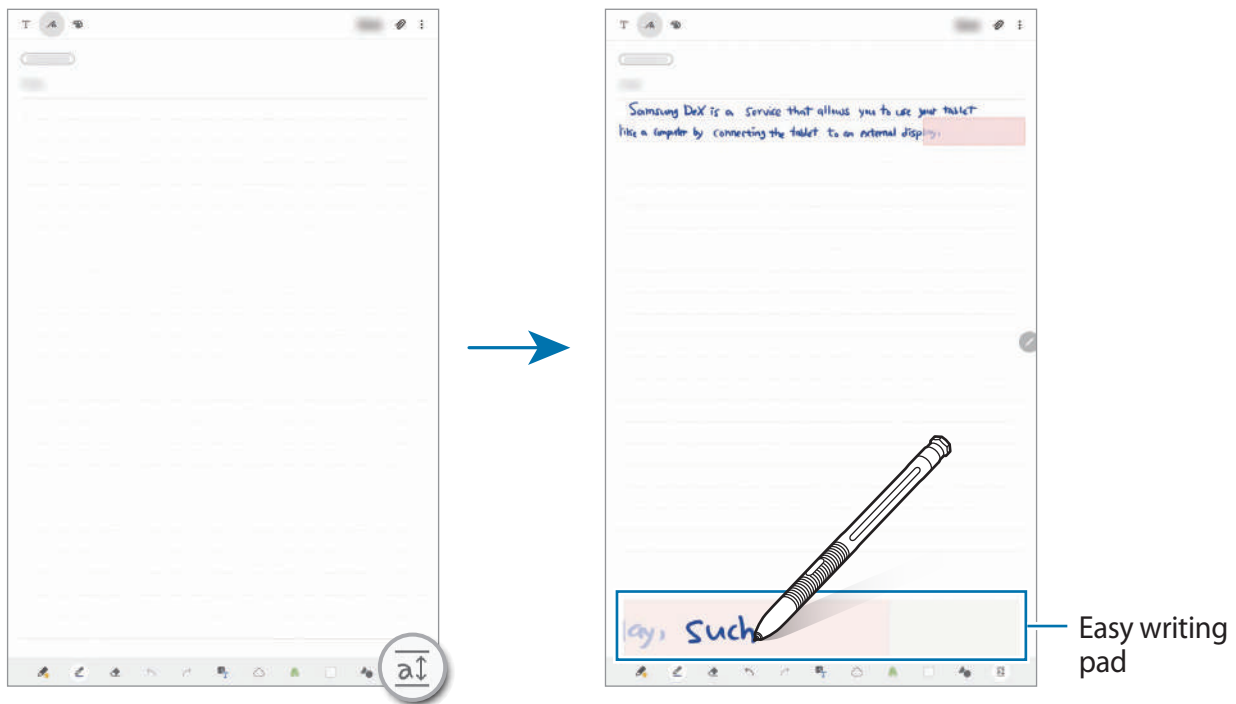 T
T
Samsung DeX is a service that allows you to use your tablet
like a computer by connecting the tablet to an external display,
ay, such
Easy writing
pad
a